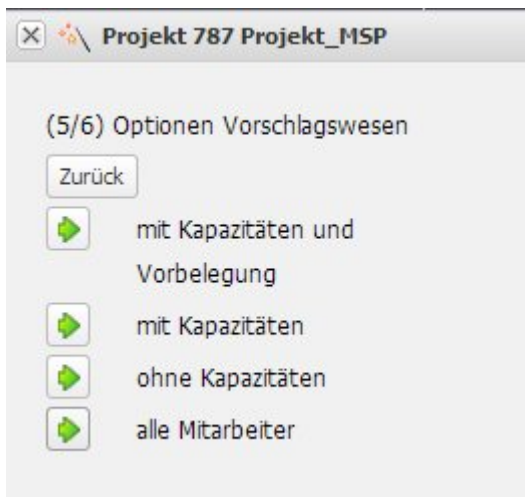 Projekt 787 Projekt_MSP
(5/6) Optionen Vorschlagswesen
Zurück
mit Kapazitäten und
Vorbelegung
mit Kapazitäten
ohne Kapazitäten
alle Mitarbeiter